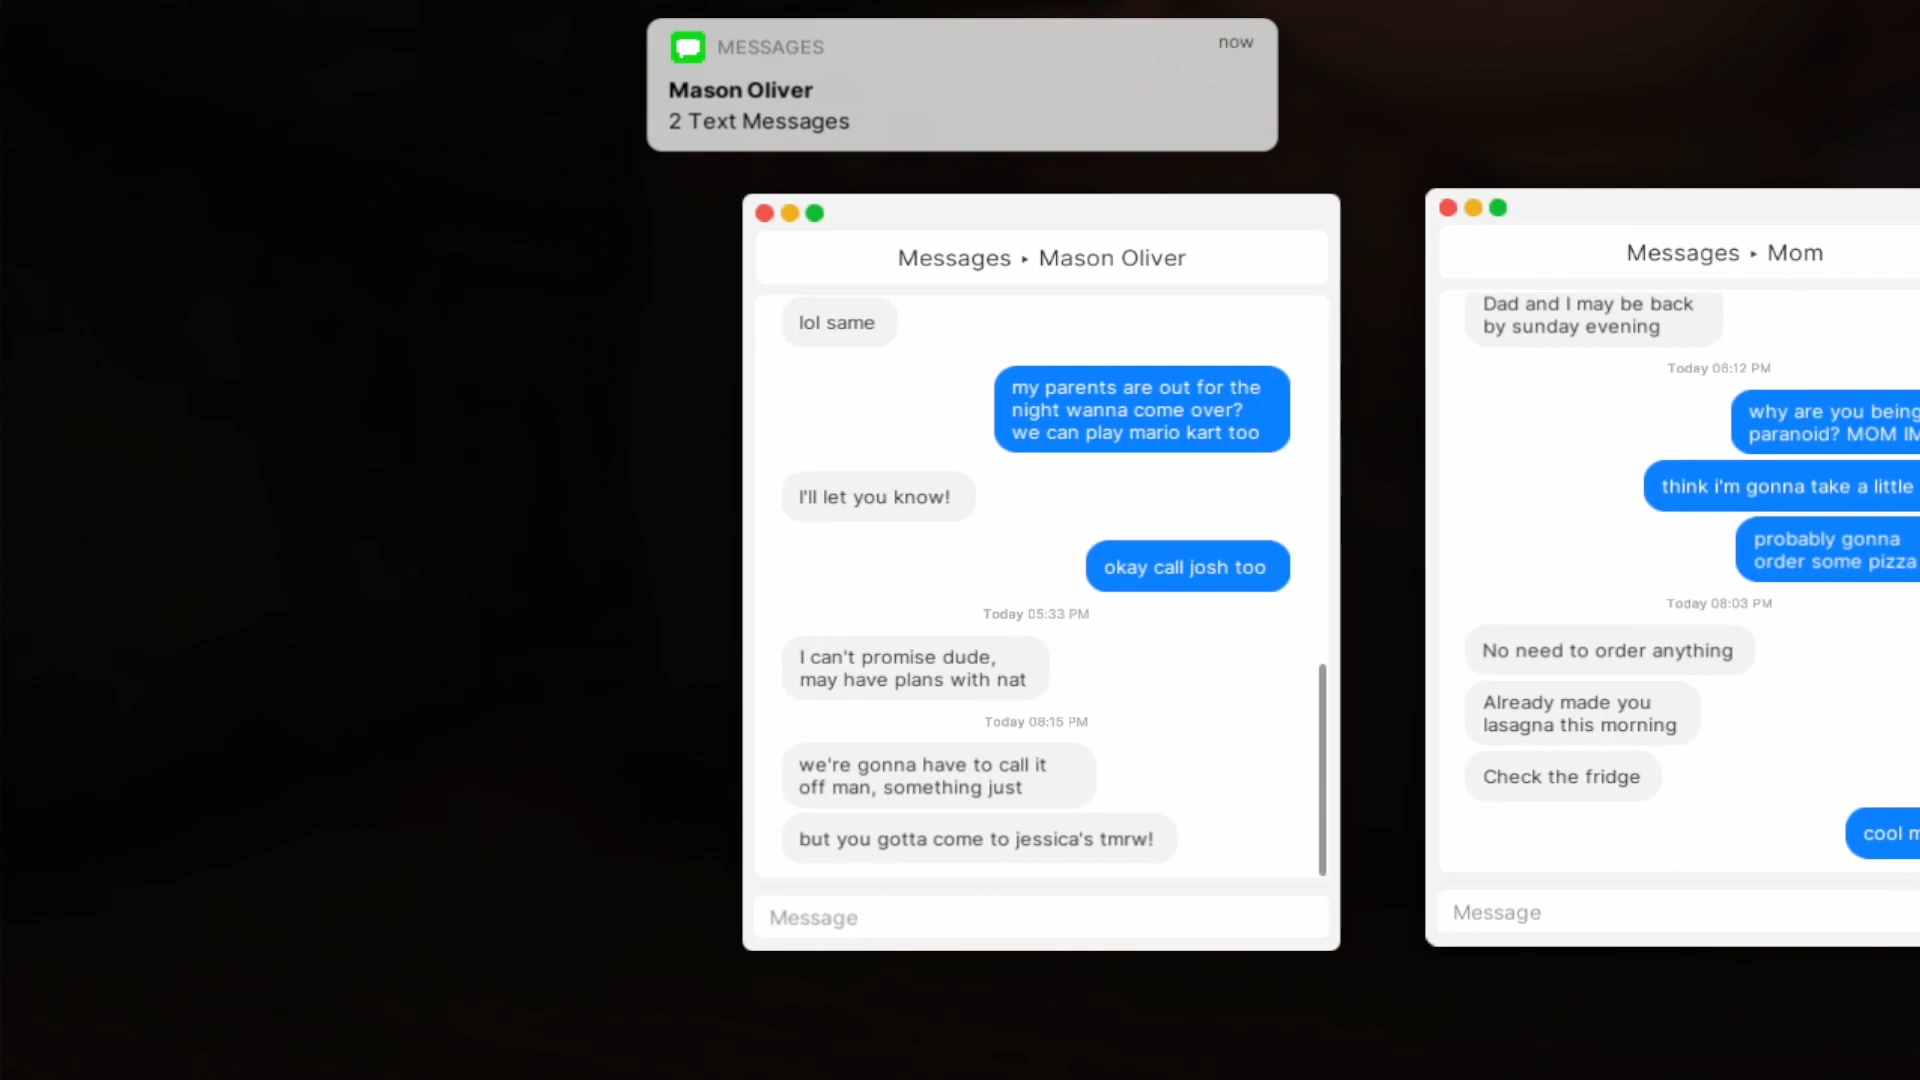 MESSAGES
now
Mason Oliver
2 Text Messages
Messages ▸ Mason Oliver
lol same
my parents are out for the
night wanna come over?
we can play mario kart too
I'll let you know!
okay call josh too
Today 05:33 PM
I can't promise dude,
may have plans with nat
Today 08:15 PM
we're gonna have to call it
off man, something just
but you gotta come to jessica's tmrw!
Message
Messages ▸ Mom
Dad and I may be back
by sunday evening
Today 08:12 PM
why are you being
paranoid? MOM
think i'm gonna take a little
probably gonna
order some pizza
Today 08:03 PM
No need to order anything
Already made you
lasagna this morning
Check the fridge
cool
Message